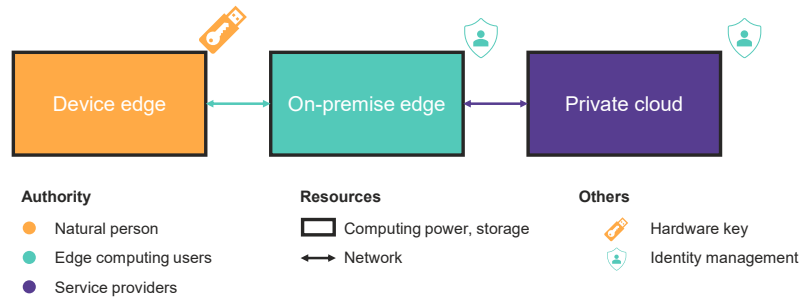 Device edge
On-premise edge
Private cloud
Authority
Natural person
Edge computing users
Service providers
Resources
Computing power, storage
Network
Others
Hardware key
Identity management